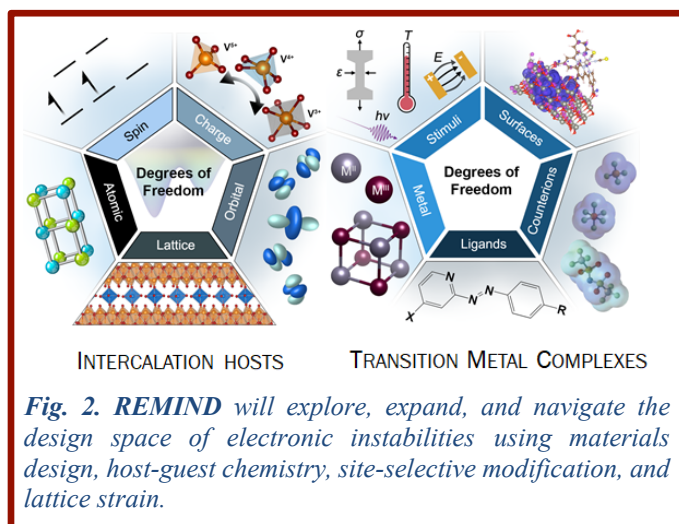 σ
ε
T
E
hν
V⁵⁺
V⁴⁺
V³⁺
Spin
Charge
Orbital
Lattice
Atomic
Degrees of
Freedom
Stimuli
Surfaces
Counterions
Ligands
Metal
Degrees of
Freedom
Mᴵᴵ
Mᴵᴵᴵ
N
N
N
X
R
INTERCALATION HOSTS
TRANSITION METAL COMPLEXES
Fig. 2. REMIND will explore, expand, and navigate the
design space of electronic instabilities using materials
design, host-guest chemistry, site-selective modification, and
lattice strain.